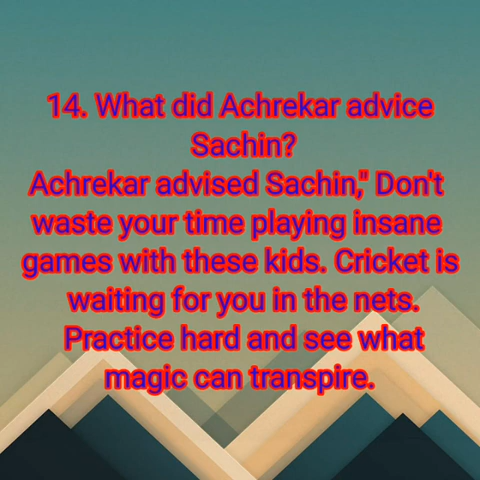 14. What did Achrekar advice
Sachin?
Achrekar advised Sachin," Don't
waste your time playing insane
games with these kids. Cricket is
waiting for you in the nets.
Practice hard and see what
magic can transpire.